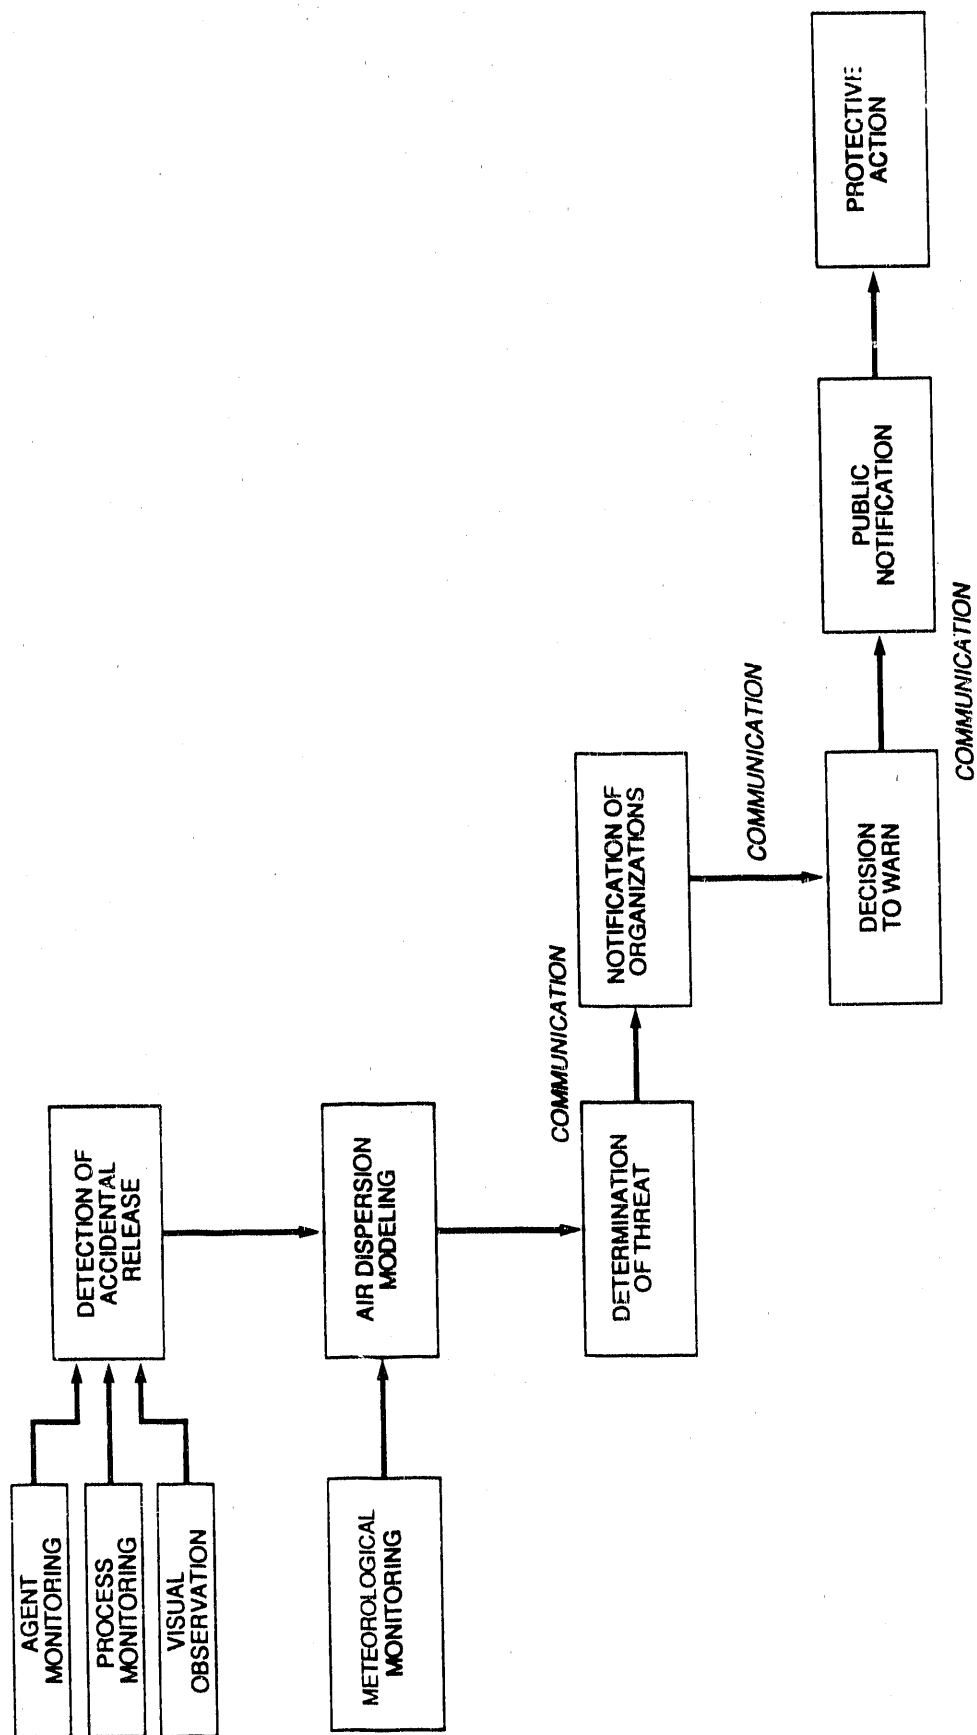 AGENT
MONITORING
PROCESS
MONITORING
VISUAL
OBSERVATION
DETECTION OF
ACCIDENTAL
RELEASE
METEOROLOGICAL
MONITORING
AIR DISPERSION
MODELING
DETERMINATION
OF THREAT
COMMUNICATION
NOTIFICATION OF
ORGANIZATIONS
COMMUNICATION
DECISION
TO WARN
COMMUNICATION
PUBLIC
NOTIFICATION
PROTECTIVE
ACTION